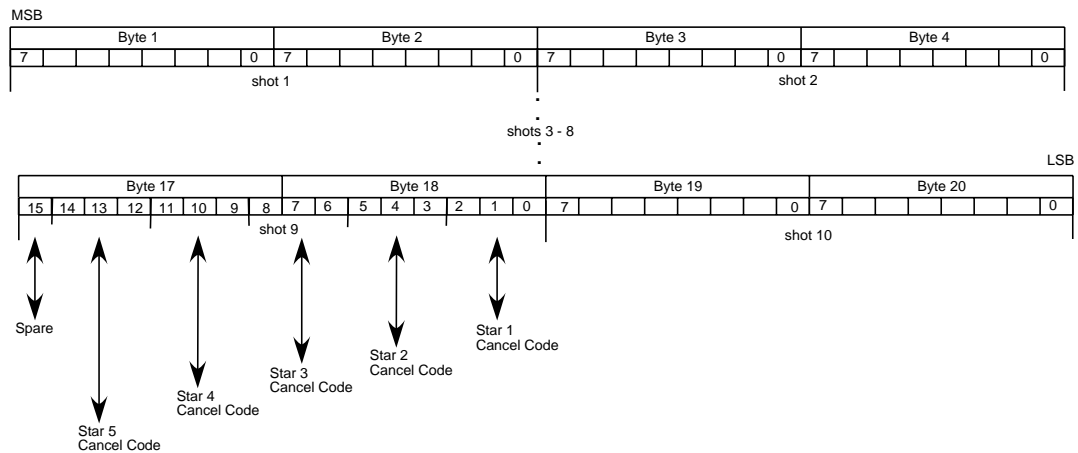 MSB
Byte 1 Byte 2 Byte 3 Byte 4
7 0 7 0 7 0 7 0
shot 1 shot 2
shots 3 - 8
LSB
Byte 17 Byte 18 Byte 19 Byte 20
15 14 13 12 11 10 9 8 7 6 5 4 3 2 1 0 7 0 7 0
shot 9 shot 10
Spare
Star 1
Cancel Code
Star 2
Cancel Code
Star 3
Cancel Code
Star 4
Cancel Code
Star 5
Cancel Code